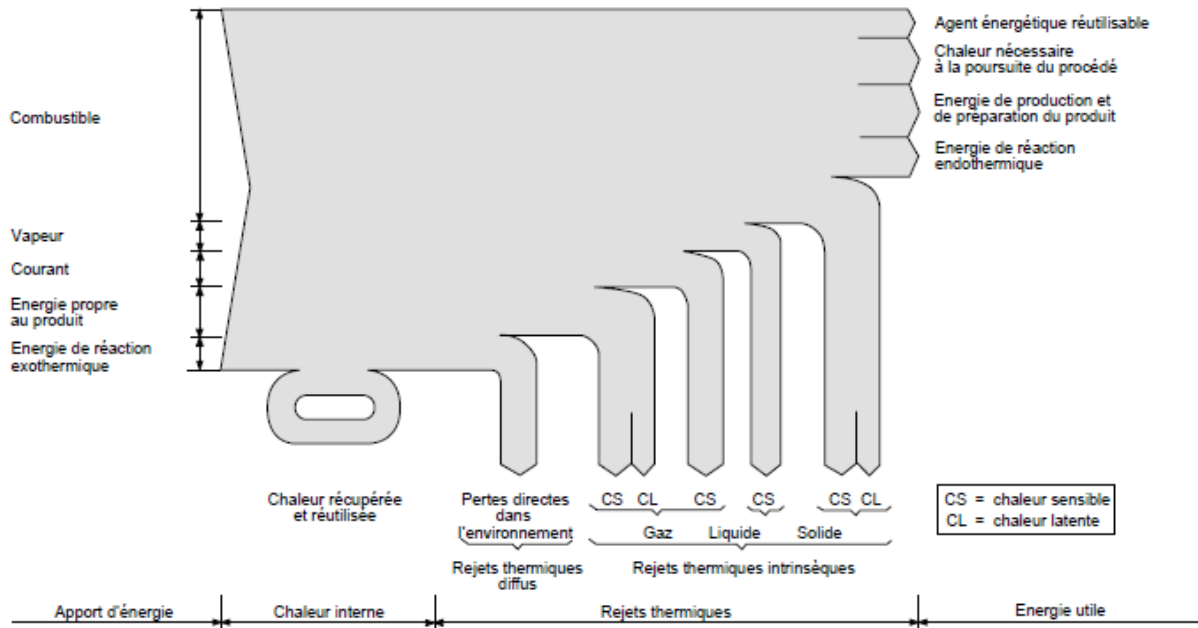 Agent énergétique réutilisable
Chaleur nécessaire
à la poursuite du procédé
Combustible
Energie de production et
de préparation du produit
Energie de réaction
endothermique
Vapeur
Courant
Energie propre
au produit
Energie de réaction
exothermique
Chaleur récupérée
et réutilisée
Pertes directes
dans
l'environnement
CS CL CS CS CS CL
Gaz Liquide Solide
CS = chaleur sensible
CL = chaleur latente
Rejets thermiques
diffus
Rejets thermiques intrinsèques
Apport d'énergie Chaleur interne Rejets thermiques Energie utile